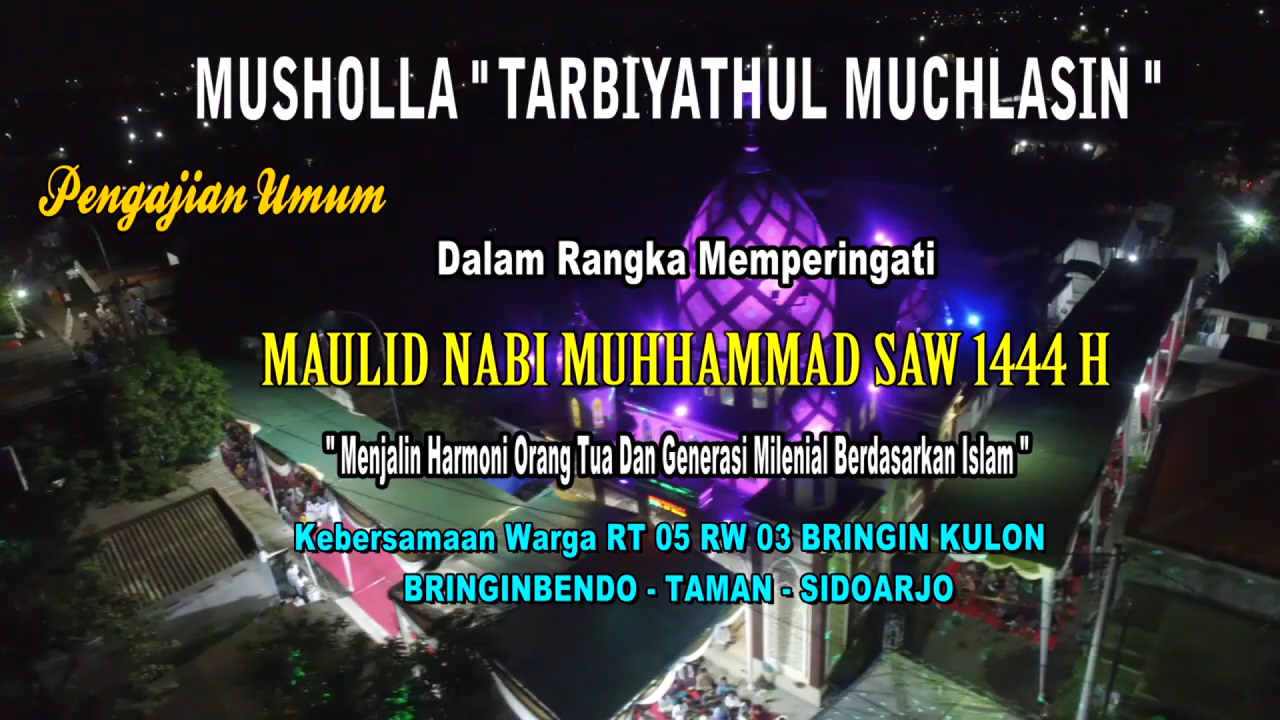 MUSHOLLA " TARBIYATHUL MUCHLASIN "
Pengajian Umum
Dalam Rangka Memperingati
MAULID NABI MUHHAMMAD SAW 1444 H
" Menjalin Harmoni Orang Tua Dan Generasi Milenial Berdasarkan Islam "
Kebersamaan Warga RT 05 RW 03 BRINGIN KULON
BRINGINBENDO - TAMAN - SIDOARJO